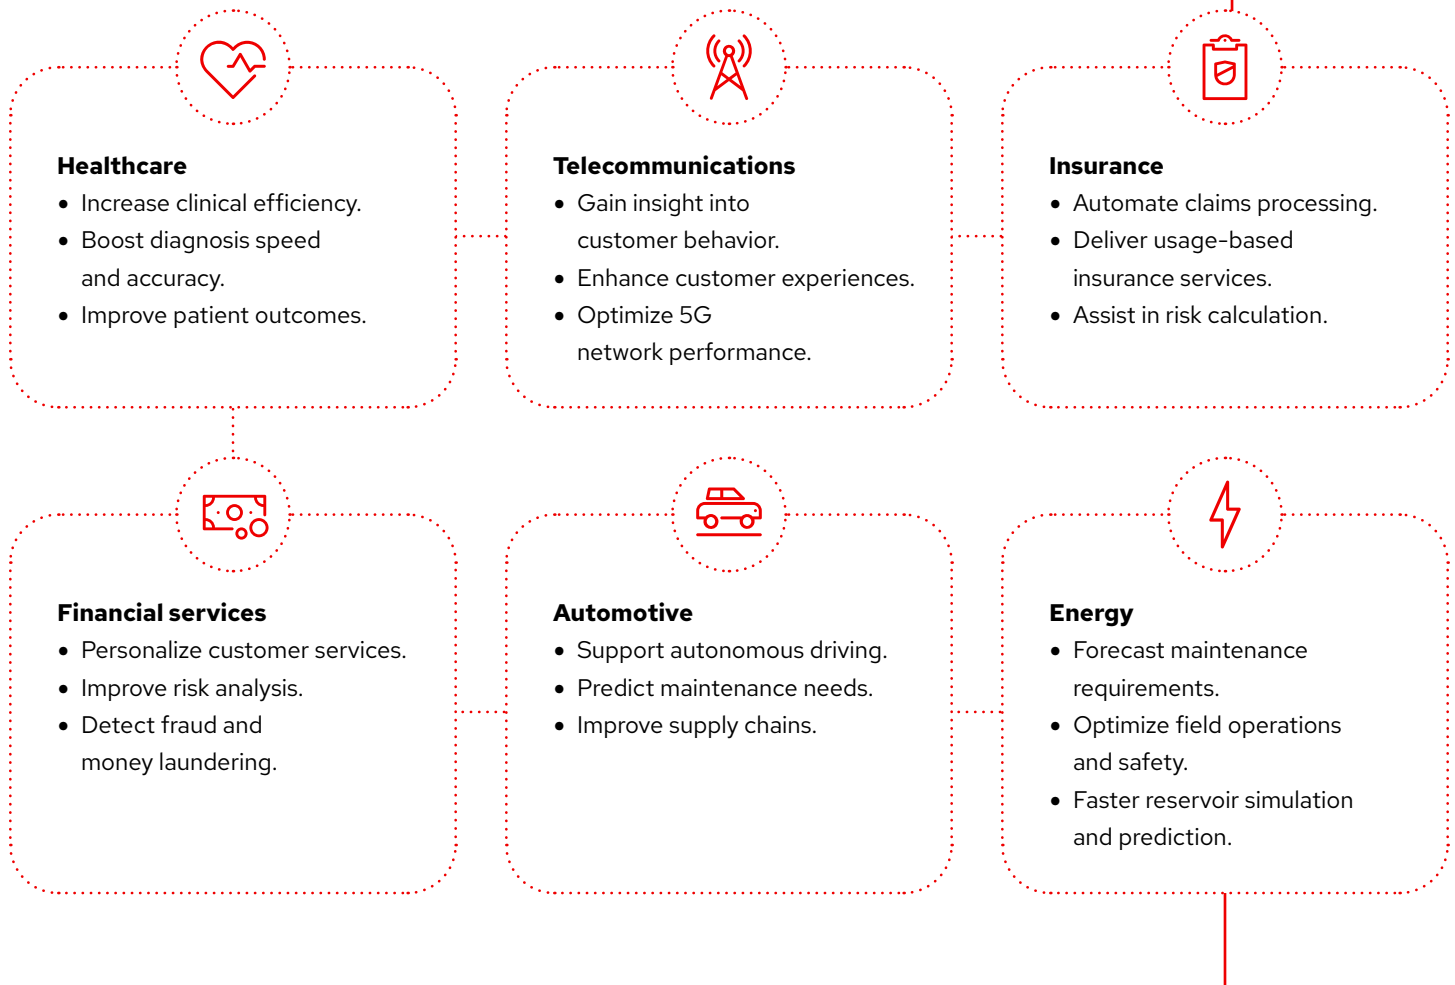 Healthcare
• Increase clinical efficiency.
• Boost diagnosis speed
and accuracy.
• Improve patient outcomes.
Telecommunications
• Gain insight into
customer behavior.
• Enhance customer experiences.
• Optimize 5G
network performance.
Insurance
• Automate claims processing.
• Deliver usage-based
insurance services.
• Assist in risk calculation.
Financial services
• Personalize customer services.
• Improve risk analysis.
• Detect fraud and
money laundering.
Automotive
• Support autonomous driving.
• Predict maintenance needs.
• Improve supply chains.
Energy
• Forecast maintenance
requirements.
• Optimize field operations
and safety.
• Faster reservoir simulation
and prediction.